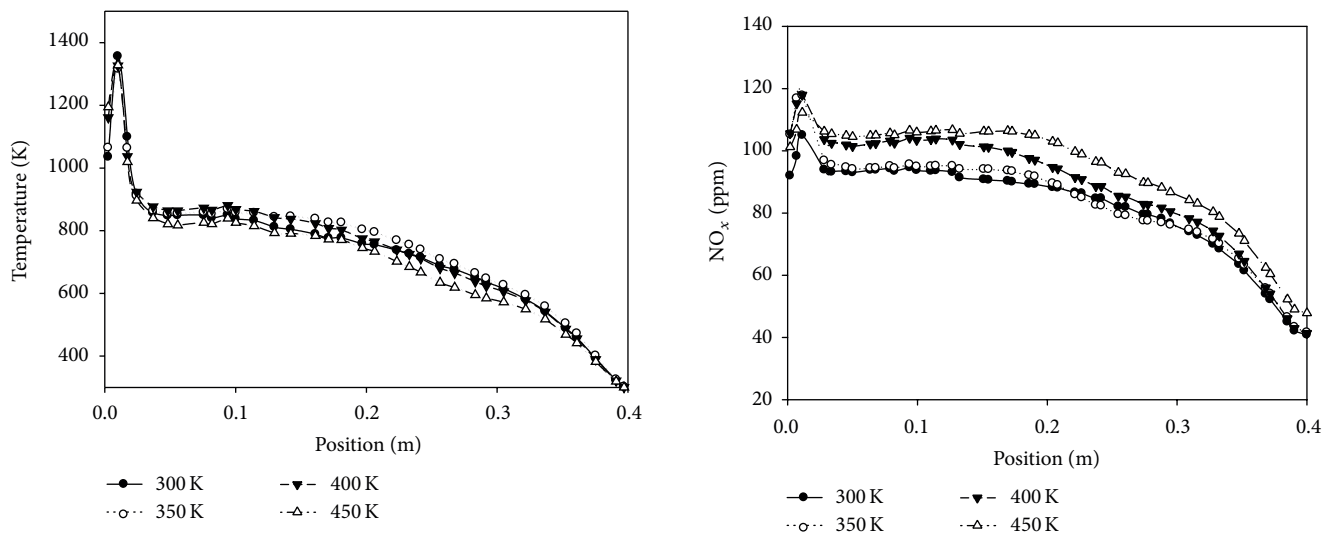 1400
1200
1000
800
600
400
Temperature (K)
0.0 0.1 0.2 0.3 0.4
Position (m)
300 K 400 K
350 K 450 K
140
120
100
80
60
40
20
NOx (ppm)
0.0 0.1 0.2 0.3 0.4
Position (m)
300 K 400 K
350 K 450 K